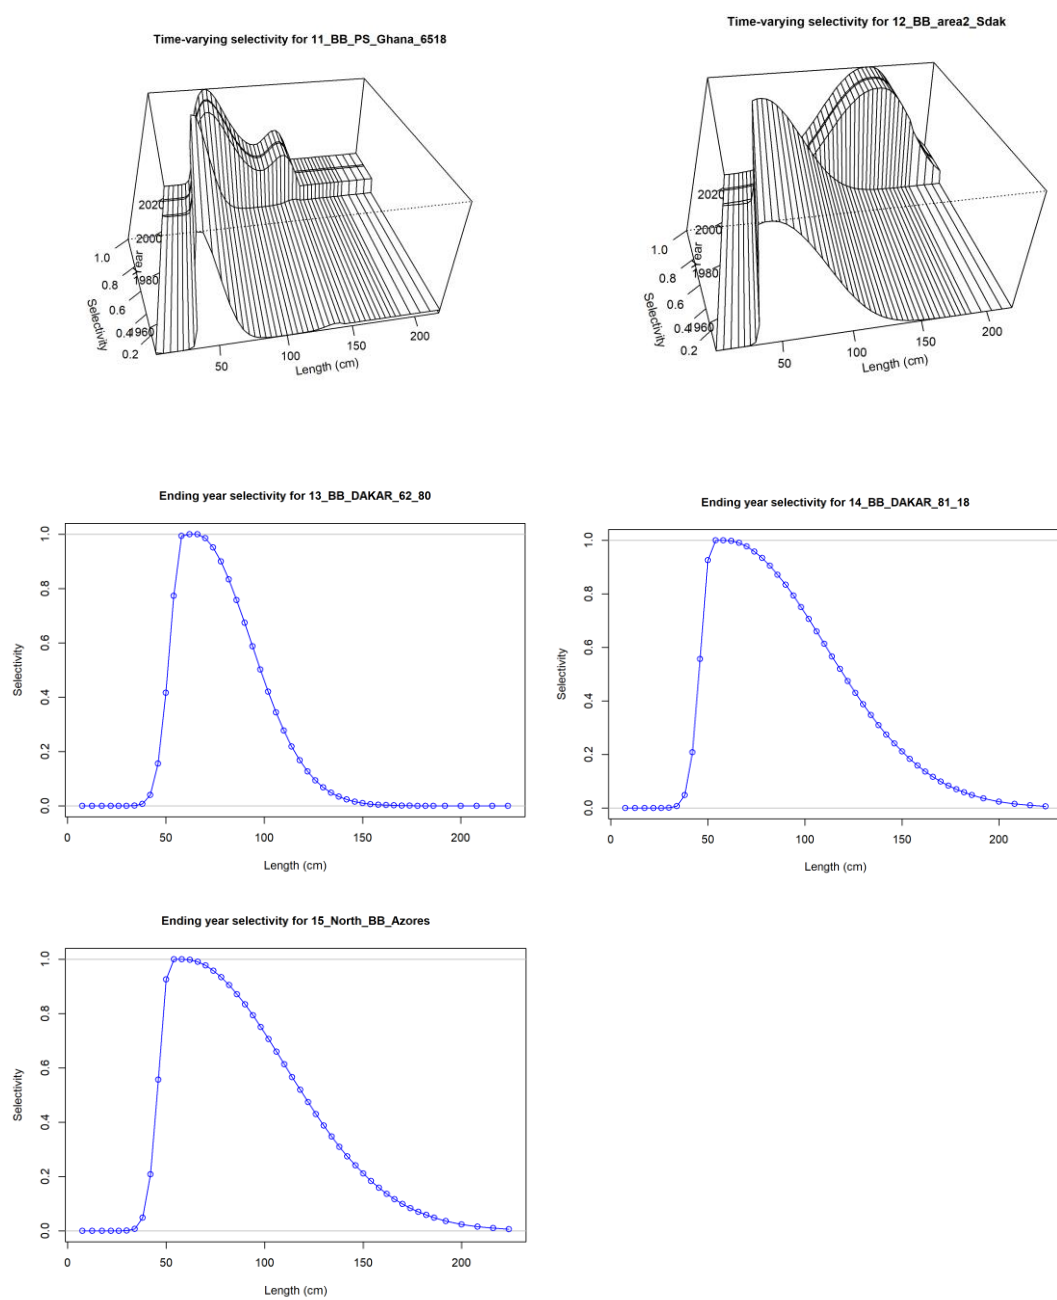 Time-varying selectivity for 11_BB_PS_Ghana_6518
Time-varying selectivity for 12_BB_area2_Sdak
2020
2000
1980
1960
Year
1.0
0.8
0.6
0.4
0.2
Selectivity
50
100
150
200
Length (cm)
2020
2000
1980
1960
Year
1.0
0.8
0.6
0.4
0.2
Selectivity
50
100
150
200
Length (cm)
Ending year selectivity for 13_BB_DAKAR_62_80
1.0
0.8
0.6
0.4
0.2
0.0
Selectivity
0 50 100 150 200
Length (cm)
Ending year selectivity for 14_BB_DAKAR_81_18
1.0
0.8
0.6
0.4
0.2
0.0
Selectivity
0 50 100 150 200
Length (cm)
Ending year selectivity for 15_North_BB_Azores
1.0
0.8
0.6
0.4
0.2
0.0
Selectivity
0 50 100 150 200
Length (cm)